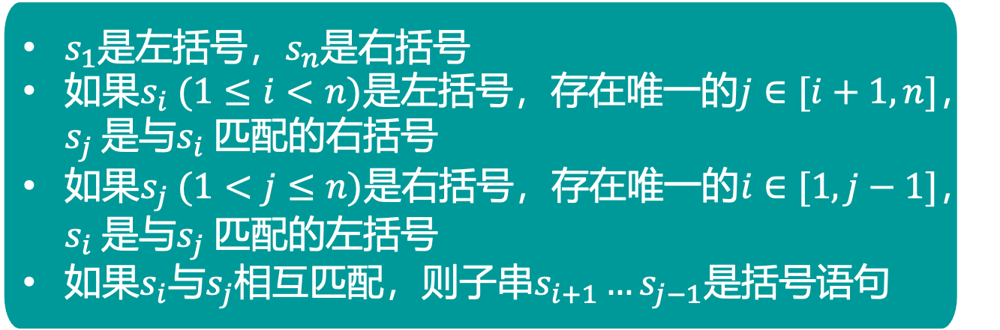 • s₁是左括号，sₙ是右括号
• 如果sᵢ (1 ≤ i < n)是左括号，存在唯一的j ∈ [i + 1, n]，
sⱼ 是与sᵢ 匹配的右括号
• 如果sⱼ (1 < j ≤ n)是右括号，存在唯一的i ∈ [1, j − 1]，
sᵢ 是与sⱼ 匹配的左括号
• 如果sᵢ与sⱼ相互匹配，则子串sᵢ₊₁ … sⱼ₋₁是括号语句